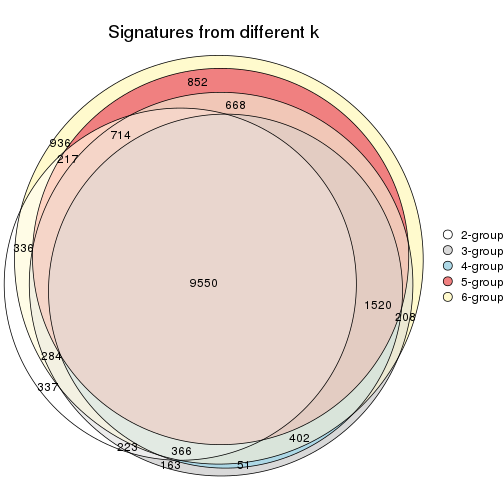 Signatures from different k
852
668
714
936
217
336
9550
1520
208
284
337
402
223
366
163
51
2-group
3-group
4-group
5-group
6-group